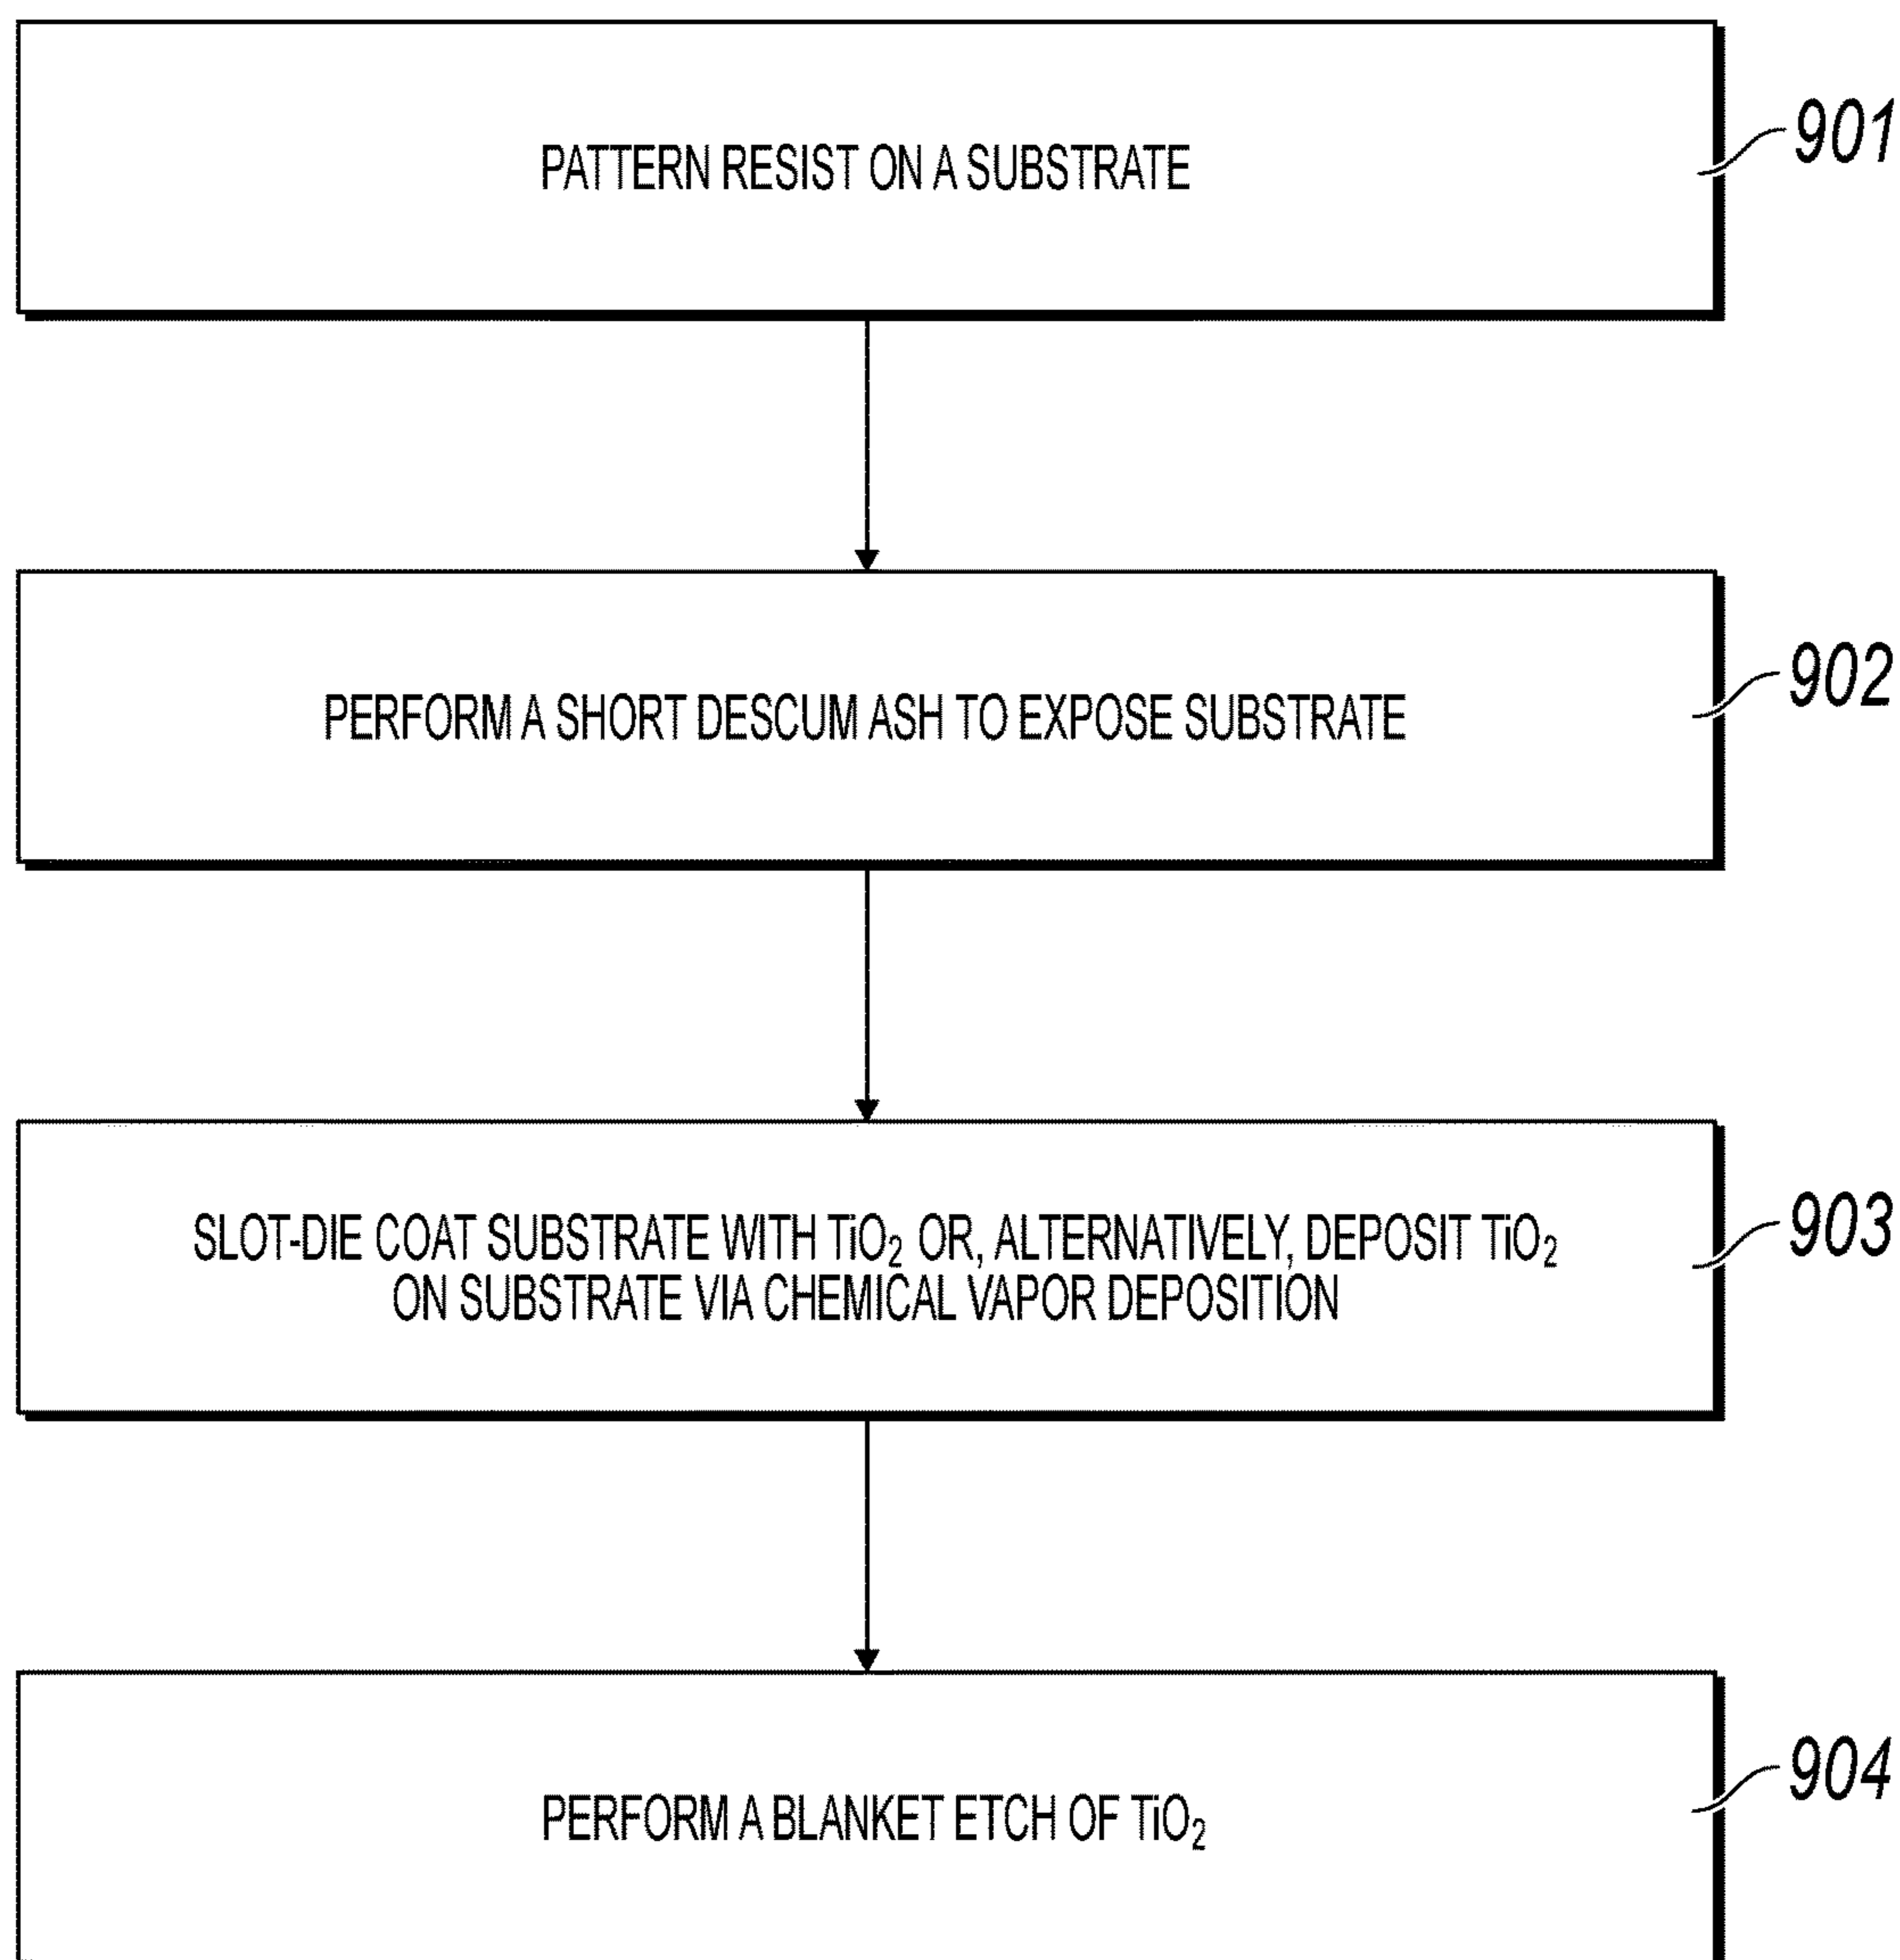 PATTERN RESIST ON A SUBSTRATE
901
PERFORM A SHORT DESCUM ASH TO EXPOSE SUBSTRATE
902
SLOT-DIE COAT SUBSTRATE WITH TiO₂ OR, ALTERNATIVELY, DEPOSIT TiO₂
ON SUBSTRATE VIA CHEMICAL VAPOR DEPOSITION
903
PERFORM A BLANKET ETCH OF TiO₂
904